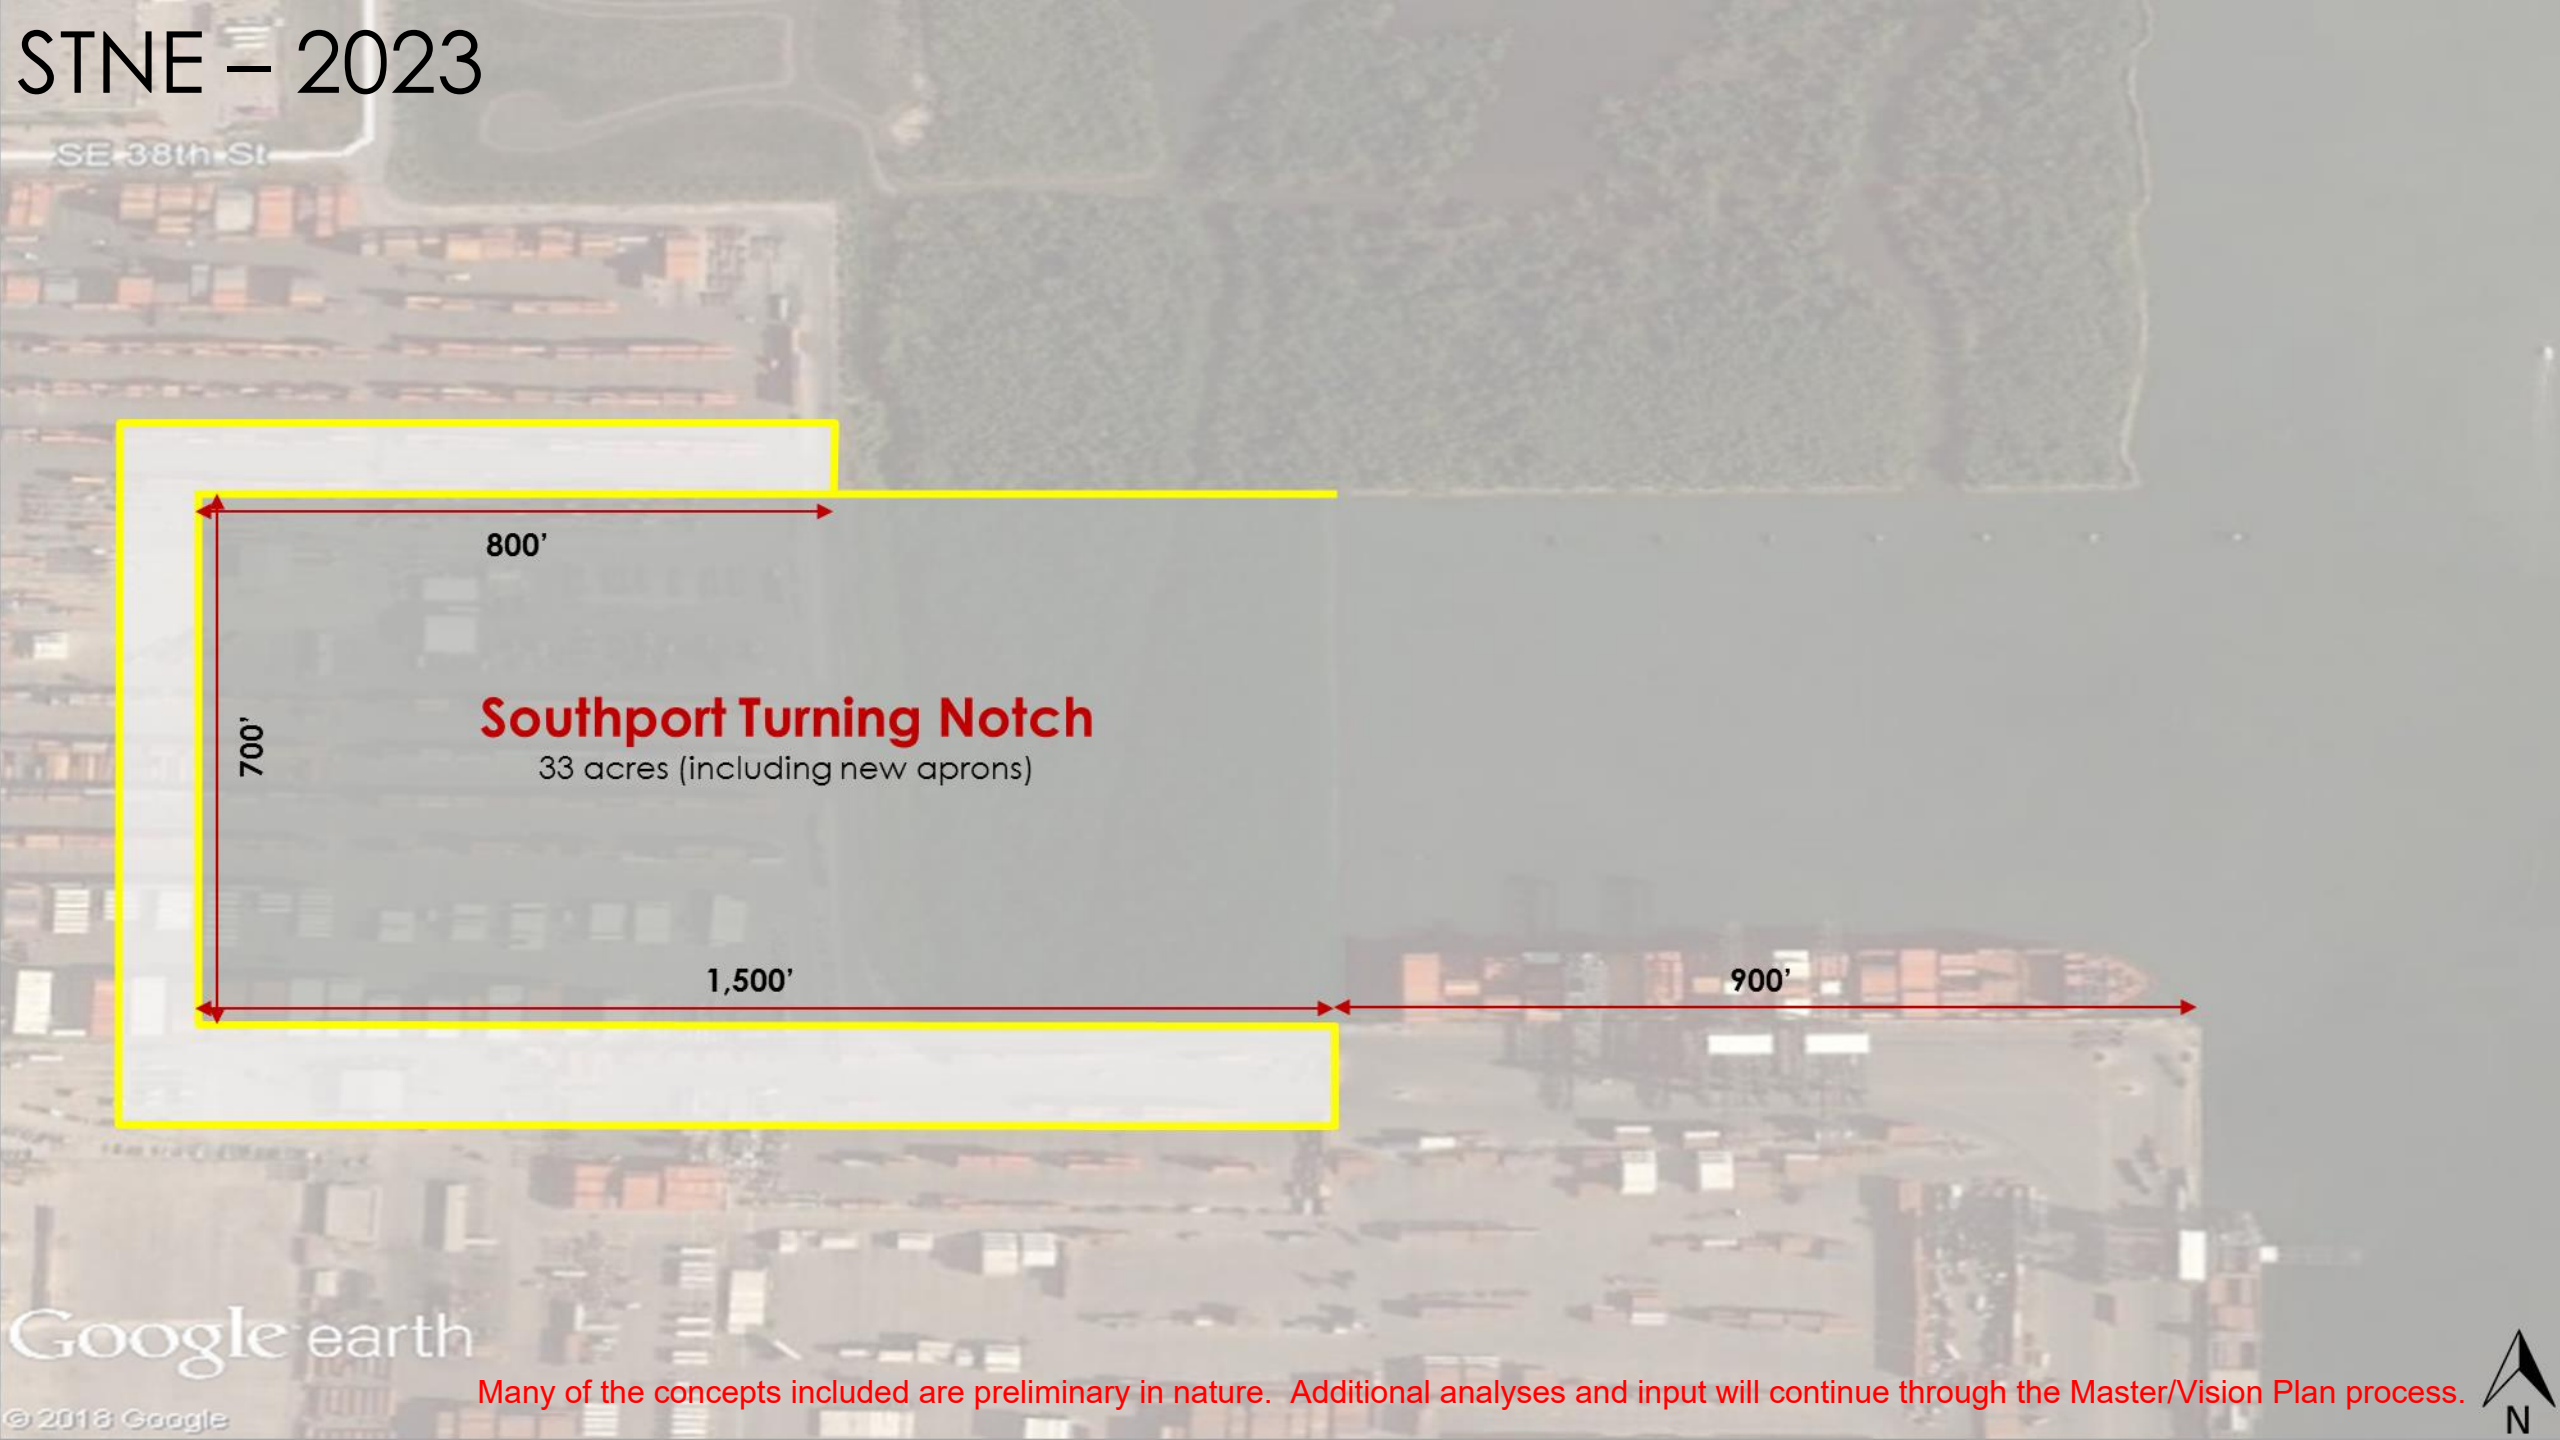 STNE – 2023
SE 38th St
800’
700’
Southport Turning Notch
33 acres (including new aprons)
1,500’
900’
Google earth
Many of the concepts included are preliminary in nature.  Additional analyses and input will continue through the Master/Vision Plan process.
© 2018 Google
N